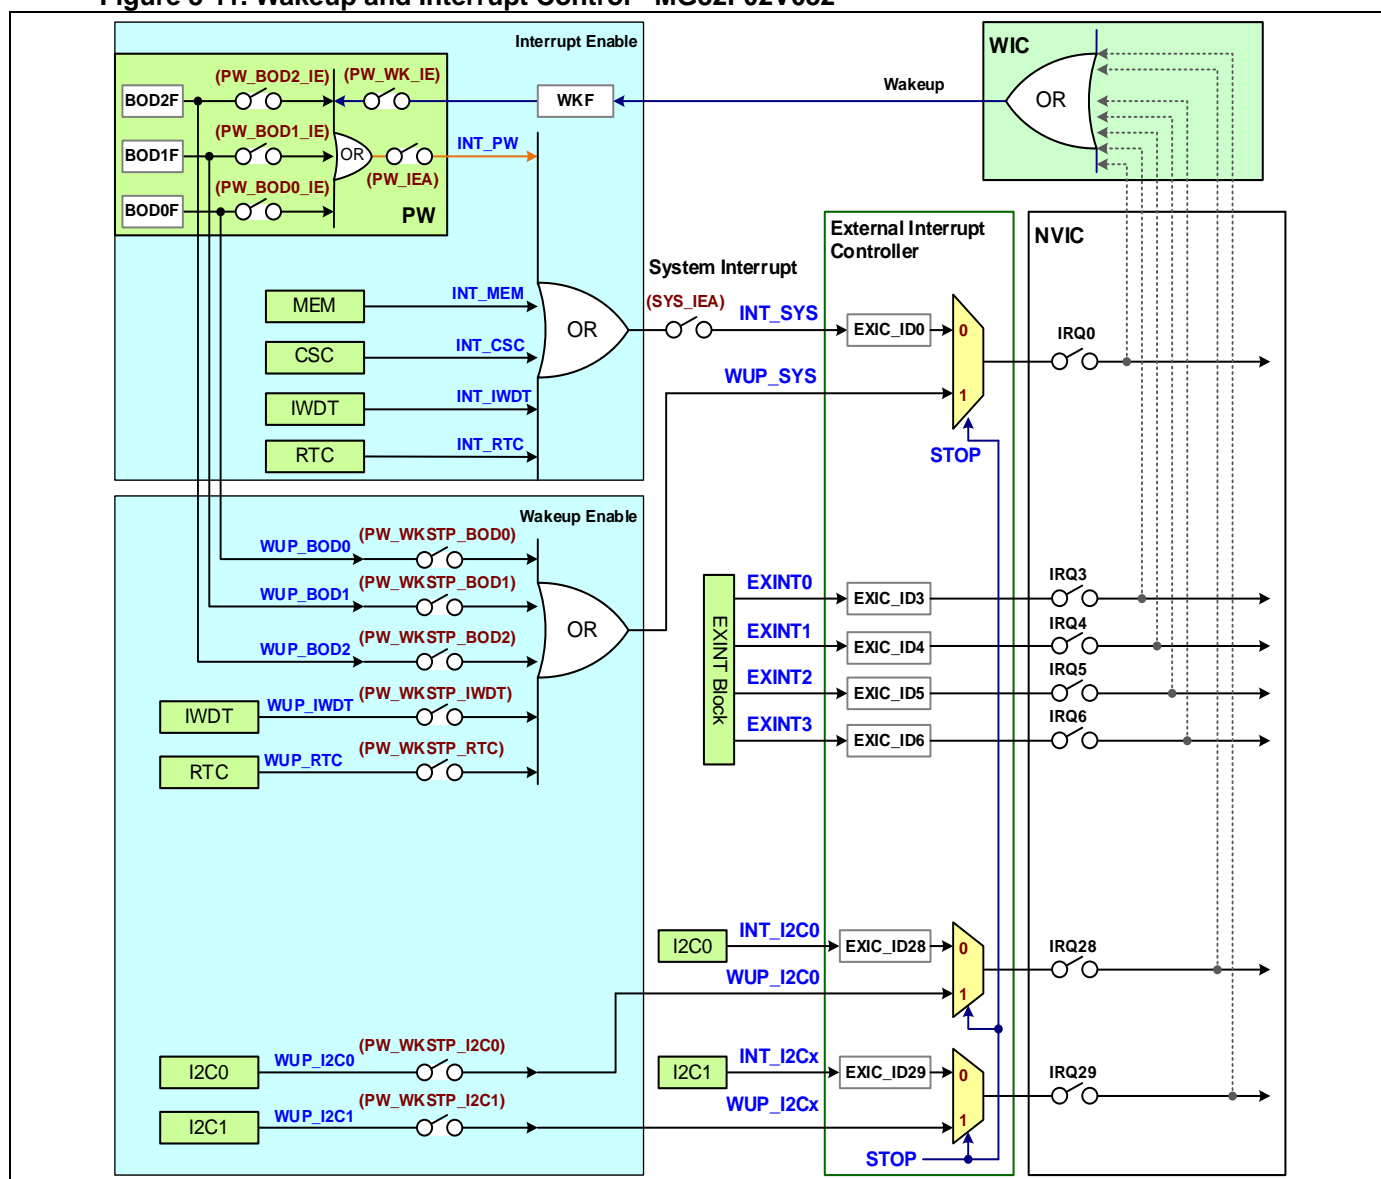 Interrupt Enable
(PW_BOD2_IE)
(PW_WK_IE)
BOD2F
WKF
Wakeup
WIC
OR
(PW_BOD1_IE)
BOD1F
OR
INT_PW
(PW_IEA)
(PW_BOD0_IE)
BOD0F
PW
External Interrupt
Controller
NVIC
System Interrupt
MEM
INT_MEM
OR
(SYS_IEA)
INT_SYS
EXIC_ID0
0
IRQ0
CSC
INT_CSC
WUP_SYS
1
IWDT
INT_IWDT
RTC
INT_RTC
STOP
Wakeup Enable
WUP_BOD0
(PW_WKSTP_BOD0)
WUP_BOD1
(PW_WKSTP_BOD1)
OR
WUP_BOD2
(PW_WKSTP_BOD2)
IWDT
WUP_IWDT
(PW_WKSTP_IWDT)
RTC
WUP_RTC
(PW_WKSTP_RTC)
EXINT Block
EXINT0
EXIC_ID3
IRQ3
EXINT1
EXIC_ID4
IRQ4
EXINT2
EXIC_ID5
IRQ5
EXINT3
EXIC_ID6
IRQ6
I2C0
INT_I2C0
EXIC_ID28
0
IRQ28
WUP_I2C0
1
I2C0
WUP_I2C0
(PW_WKSTP_I2C0)
I2C1
INT_I2Cx
EXIC_ID29
0
IRQ29
WUP_I2Cx
1
I2C1
WUP_I2C1
(PW_WKSTP_I2C1)
STOP